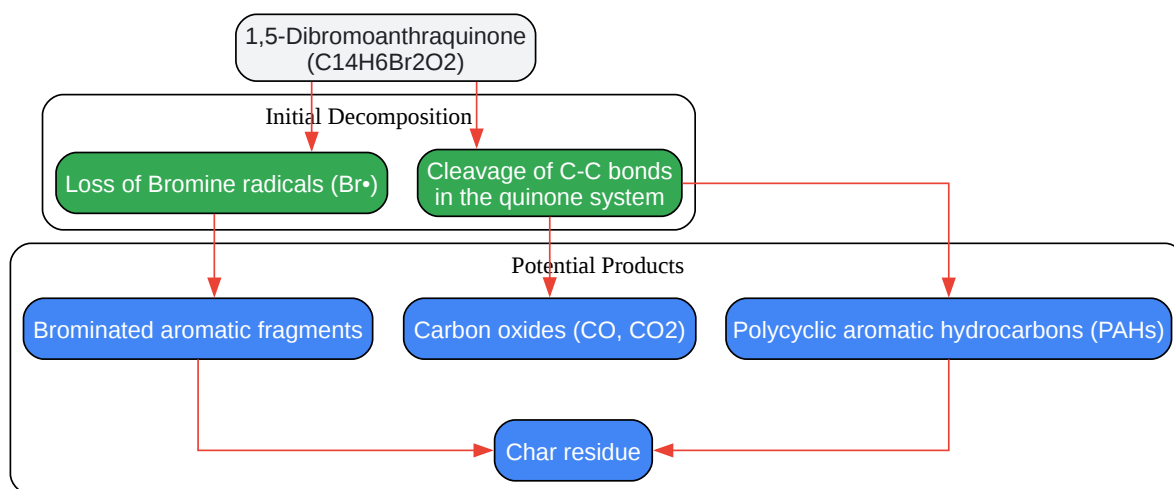 1,5-Dibromoanthraquinone
(C14H6Br2O2)
Initial Decomposition
Loss of Bromine radicals (Br•)
Cleavage of C-C bonds
in the quinone system
Potential Products
Brominated aromatic fragments
Carbon oxides (CO, CO2)
Polycyclic aromatic hydrocarbons (PAHs)
Char residue